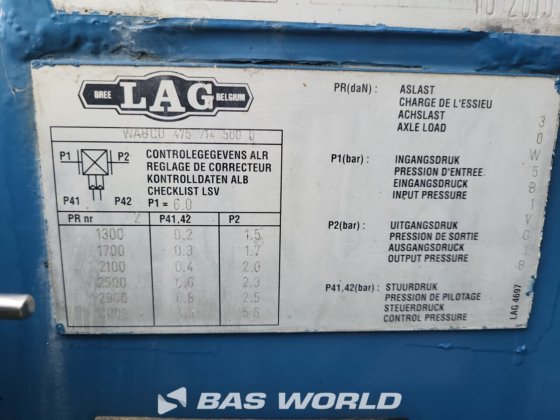 LAG
BREE BELGIUM
WABCO 475 714 500 0
P1 P2
P41 P42
CONTROLEGEGEVENS ALR
REGLAGE DE CORRECTEUR
KONTROLLDATEN ALB
CHECKLIST LSV
P1 = 6.0
PR nr 2 P41,42 P2
1300 0.2 1.5
1700 0.3 1.7
2100 0.4 2.0
2500 0.6 2.3
2900 0.8 2.5
PR(daN) : ASLAST
CHARGE DE L'ESSIEU
ACHSLAST
AXLE LOAD
P1(bar) : INGANGSDRUK
PRESSION D'ENTREE
EINGANGSDRUCK
INPUT PRESSURE
P2(bar) : UITGANGSDRUK
PRESSION DE SORTIE
AUSGANGSDRUCK
OUTPUT PRESSURE
P41,42(bar) : STUURDRUK
PRESSION DE PILOTAGE
STEUERDRUCK
CONTROL PRESSURE
LAG 4697
BAS WORLD